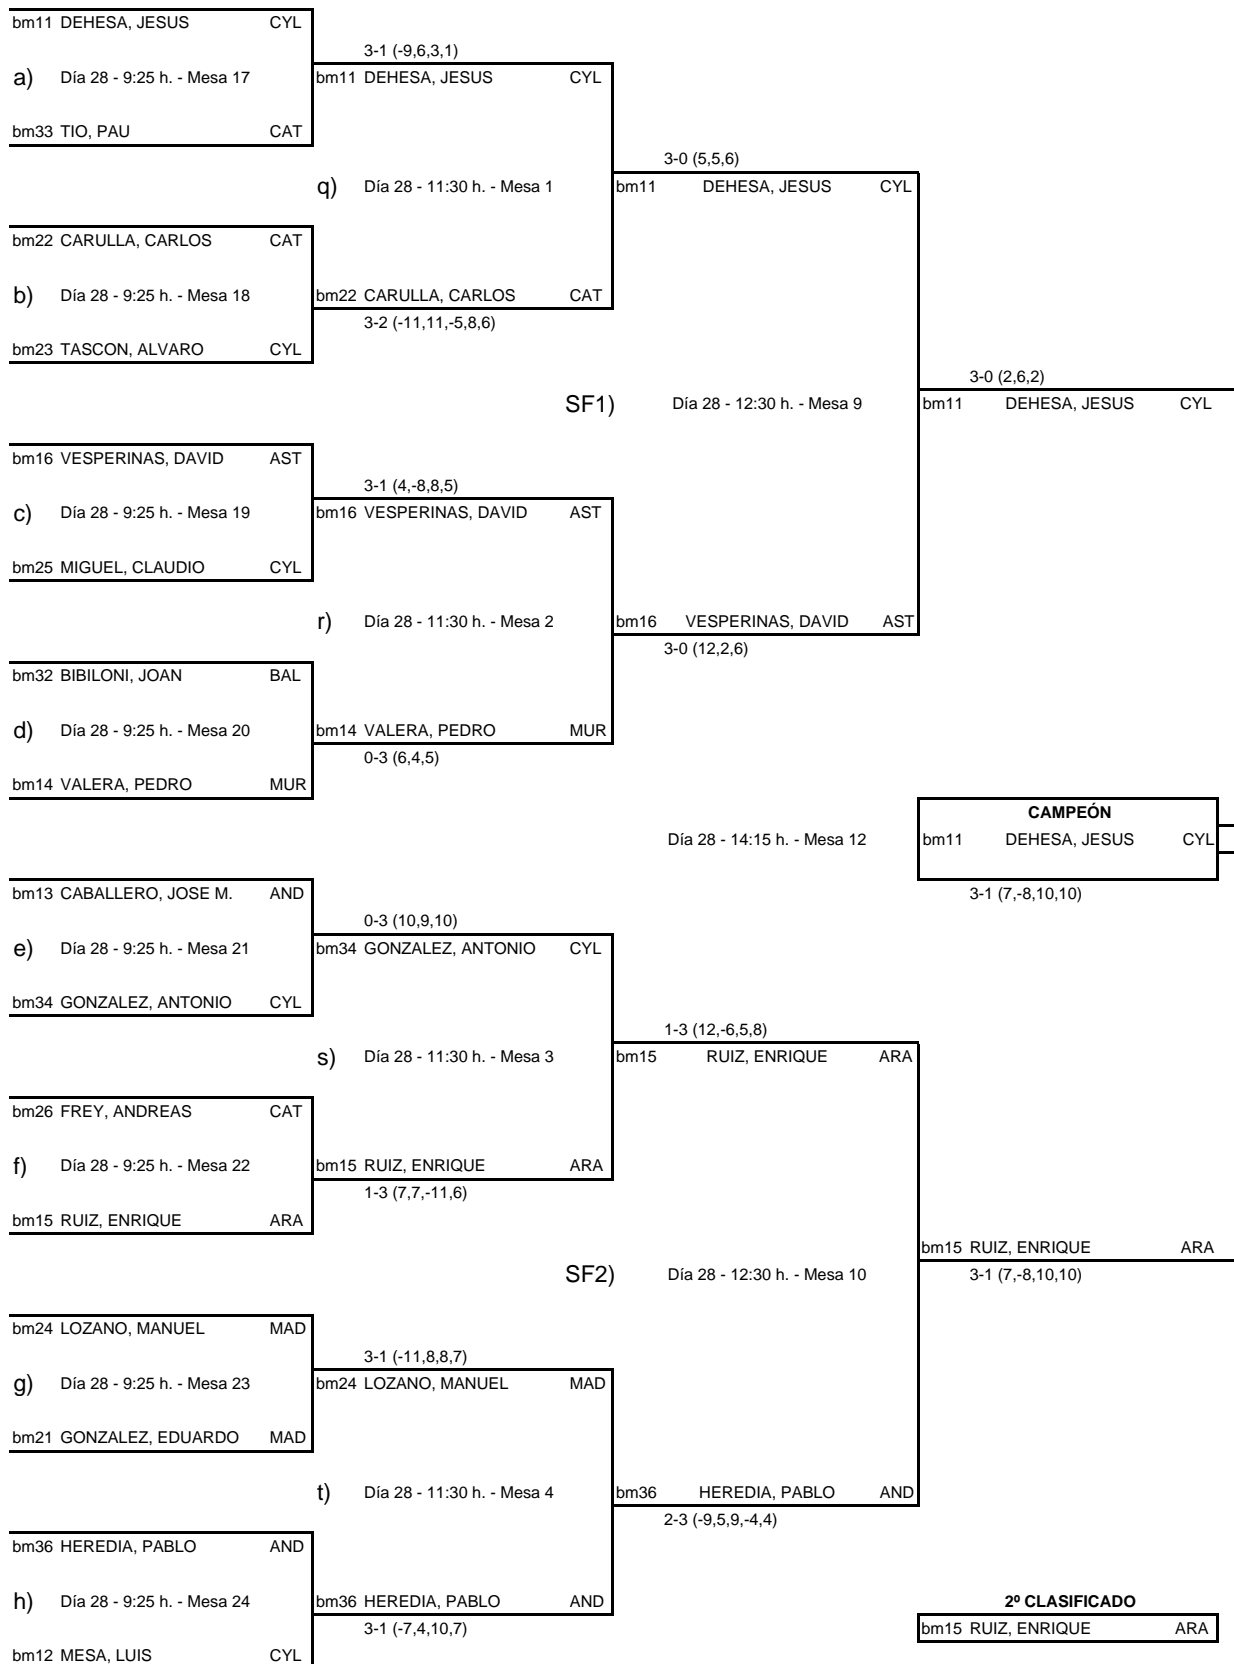 bm11 DEHESA, JESUS CYL
3-1 (-9,6,3,1)
a) Día 28 - 9:25 h. - Mesa 17 bm11 DEHESA, JESUS CYL
bm33 TIO, PAU CAT
3-0 (5,5,6)
q) Día 28 - 11:30 h. - Mesa 1 bm11 DEHESA, JESUS CYL
bm22 CARULLA, CARLOS CAT
b) Día 28 - 9:25 h. - Mesa 18 bm22 CARULLA, CARLOS CAT
3-2 (-11,11,-5,8,6)
bm23 TASCON, ALVARO CYL
3-0 (2,6,2)
SF1) Día 28 - 12:30 h. - Mesa 9 bm11 DEHESA, JESUS CYL
bm16 VESPERINAS, DAVID AST
3-1 (4,-8,8,5)
c) Día 28 - 9:25 h. - Mesa 19 bm16 VESPERINAS, DAVID AST
bm25 MIGUEL, CLAUDIO CYL
r) Día 28 - 11:30 h. - Mesa 2 bm16 VESPERINAS, DAVID AST
3-0 (12,2,6)
bm32 BIBILONI, JOAN BAL
d) Día 28 - 9:25 h. - Mesa 20 bm14 VALERA, PEDRO MUR
0-3 (6,4,5)
bm14 VALERA, PEDRO MUR
CAMPEÓN
Día 28 - 14:15 h. - Mesa 12 bm11 DEHESA, JESUS CYL
bm13 CABALLERO, JOSE M. AND 3-1 (7,-8,10,10)
0-3 (10,9,10)
e) Día 28 - 9:25 h. - Mesa 21 bm34 GONZALEZ, ANTONIO CYL
bm34 GONZALEZ, ANTONIO CYL
1-3 (12,-6,5,8)
s) Día 28 - 11:30 h. - Mesa 3 bm15 RUIZ, ENRIQUE ARA
bm26 FREY, ANDREAS CAT
f) Día 28 - 9:25 h. - Mesa 22 bm15 RUIZ, ENRIQUE ARA
1-3 (7,7,-11,6)
bm15 RUIZ, ENRIQUE ARA
bm15 RUIZ, ENRIQUE ARA
SF2) Día 28 - 12:30 h. - Mesa 10 3-1 (7,-8,10,10)
bm24 LOZANO, MANUEL MAD
3-1 (-11,8,8,7)
g) Día 28 - 9:25 h. - Mesa 23 bm24 LOZANO, MANUEL MAD
bm21 GONZALEZ, EDUARDO MAD
t) Día 28 - 11:30 h. - Mesa 4 bm36 HEREDIA, PABLO AND
2-3 (-9,5,9,-4,4)
bm36 HEREDIA, PABLO AND
h) Día 28 - 9:25 h. - Mesa 24 bm36 HEREDIA, PABLO AND 2º CLASIFICADO
3-1 (-7,4,10,7) bm15 RUIZ, ENRIQUE ARA
bm12 MESA, LUIS CYL